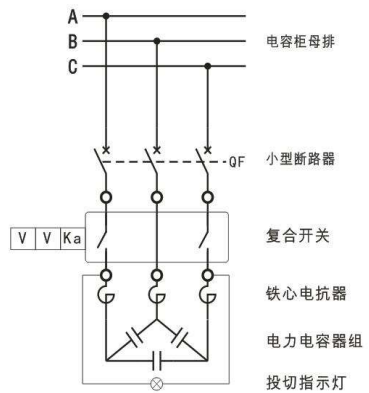 A
B 电容柜母排
C
QF 小型断路器
V V Ka 复合开关
铁心电抗器
电力电容器组
投切指示灯